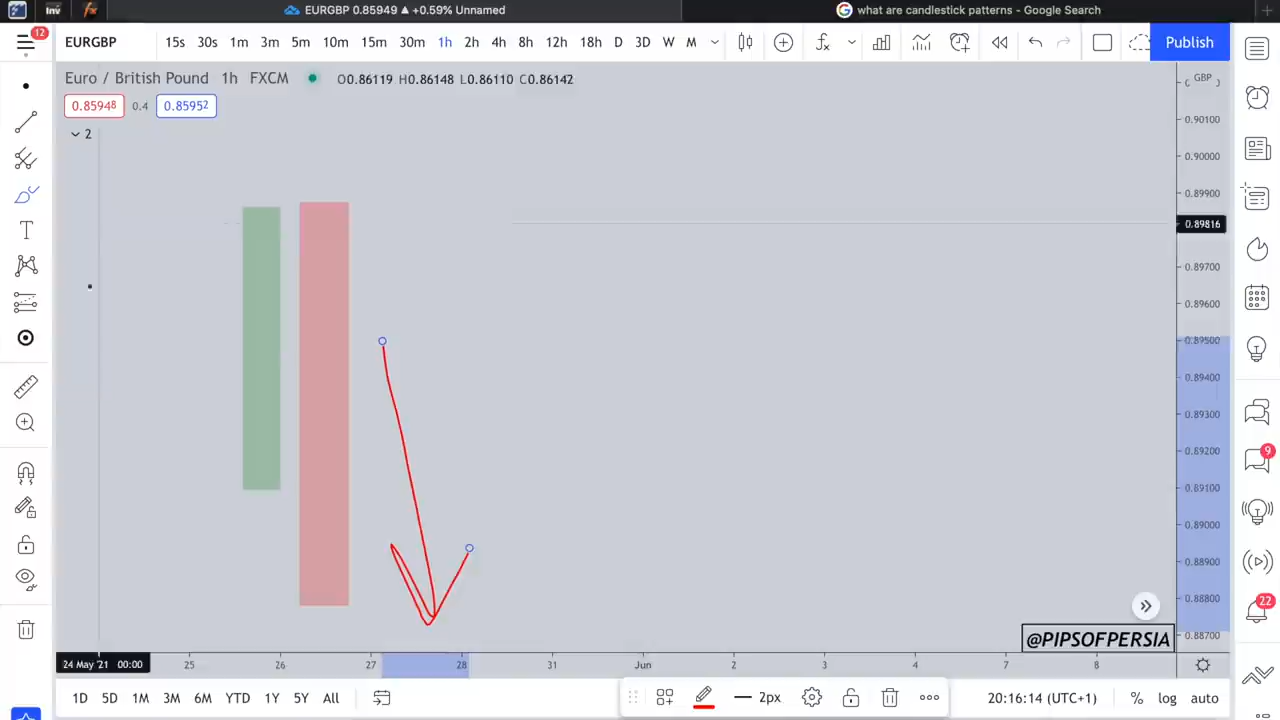 EURGBP 0.85949 ▲ +0.59% Unnamed
what are candlestick patterns - Google Search
12
EURGBP 15s 30s 1m 3m 5m 10m 15m 30m 1h 2h 4h 8h 12h 18h D 3D W M Publish
Euro / British Pound 1h FXCM O0.86119 H0.86148 L0.86110 C0.86142
GBP
0.85948 0.4 0.85952
0.90100
2
0.90000
0.89900
0.89816
0.89700
0.89600
0.89500
0.89400
0.89300
0.89200
9
0.89100
0.89000
0.88900
0.88800
22
0.88700
@PIPSOFPERSIA
24 May '21 00:00 25 26 27 28 31 Jun 2 3 4 7 8
1D 5D 1M 3M 6M YTD 1Y 5Y All 2px 20:16:14 (UTC+1) % log auto